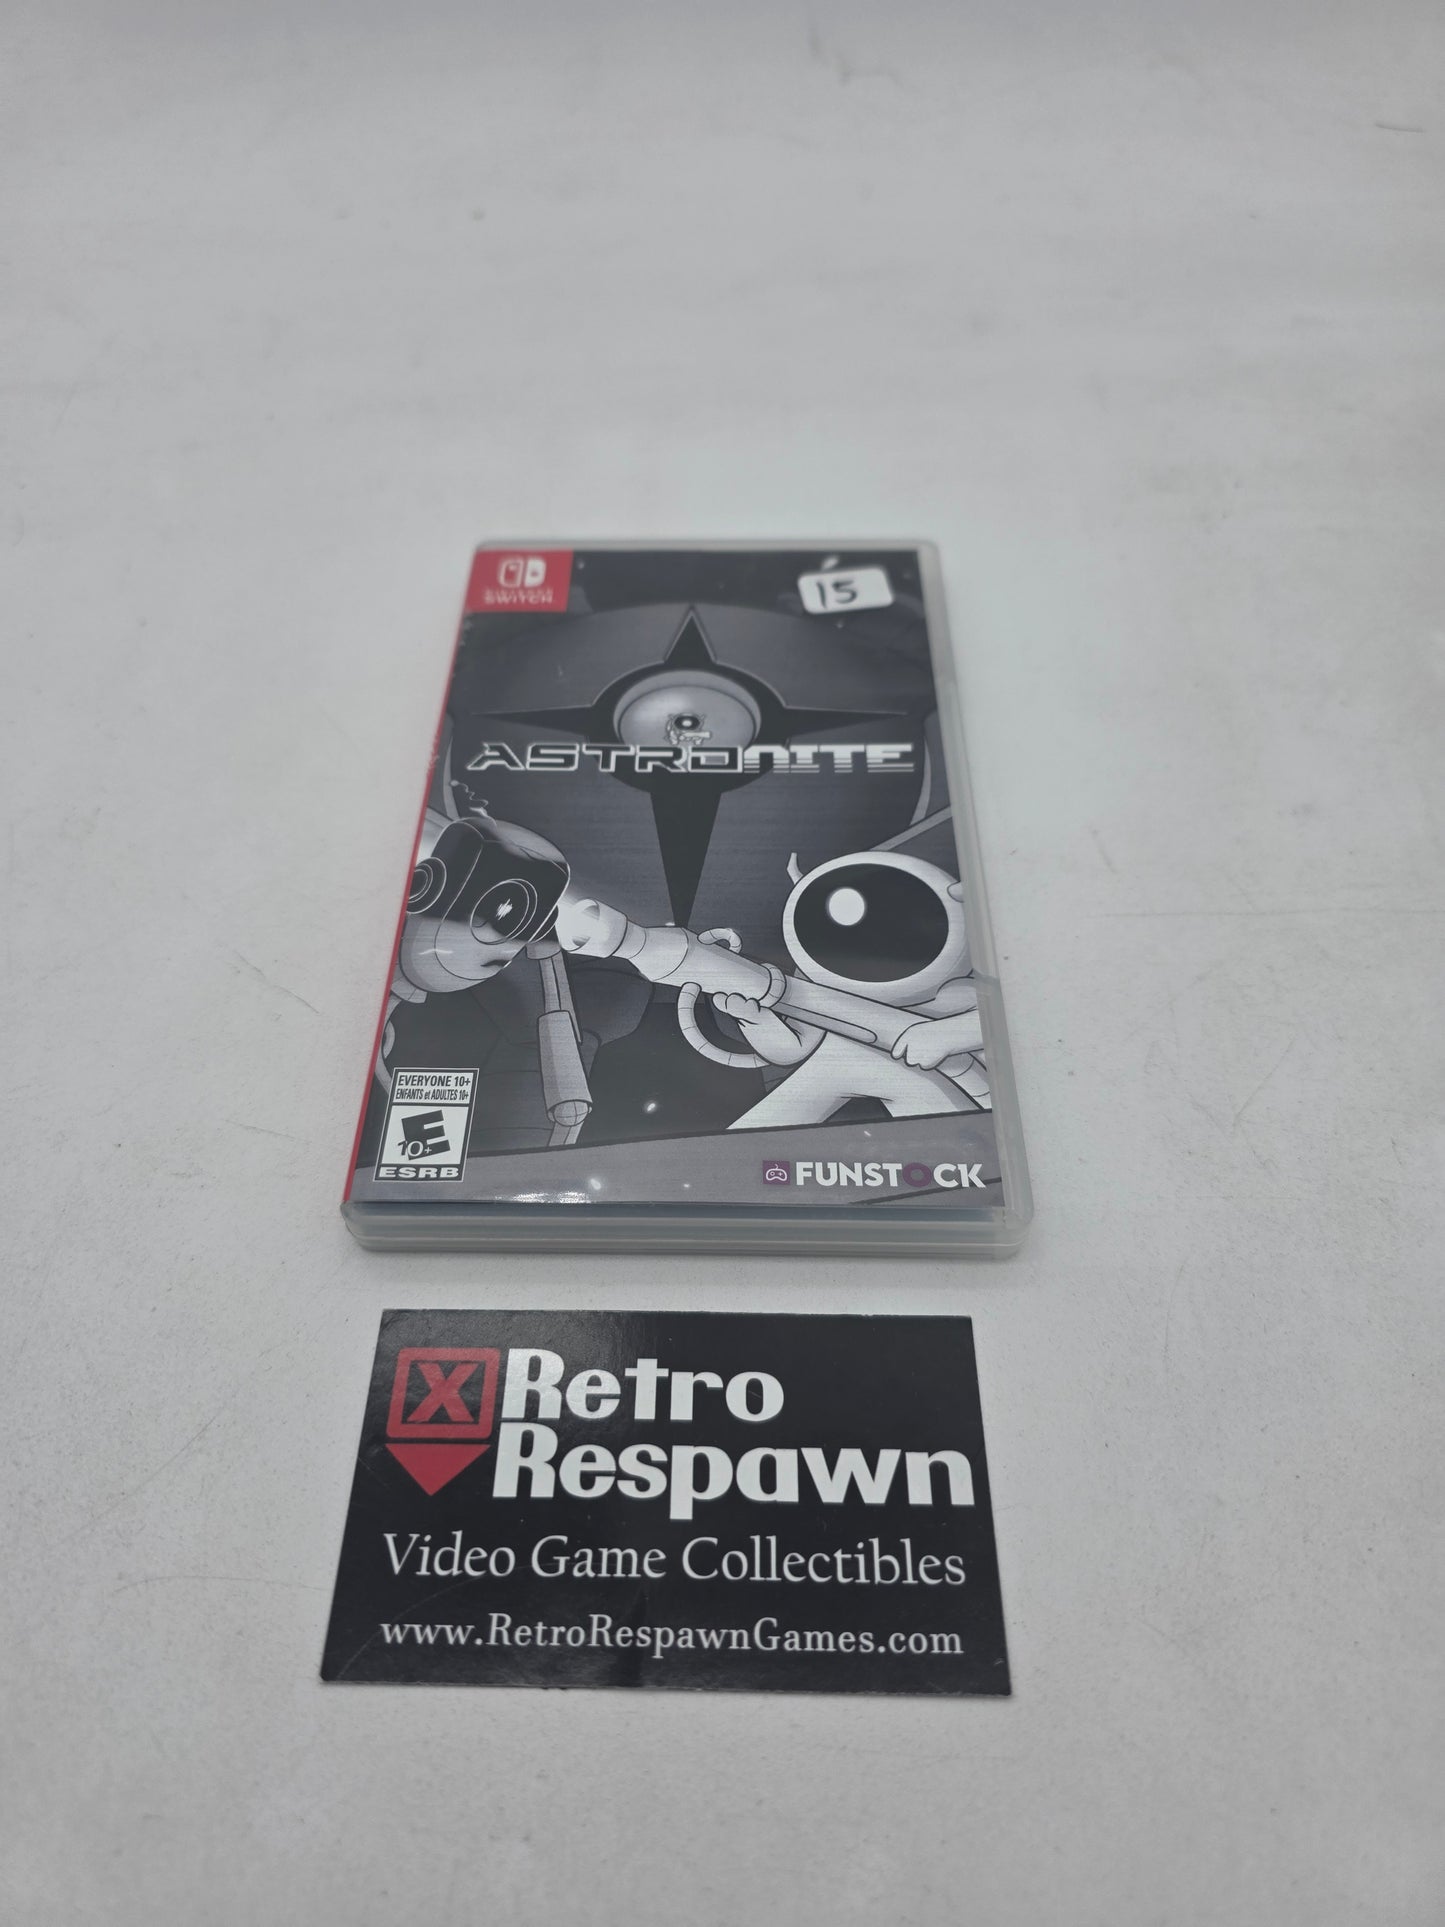 NINTENDO
SWITCH
15
ASTRONITE
EVERYONE 10+
ENFANTS et ADULTES 10+
E
10+
ESRB
FUNSTOCK
X Retro
Respawn
Video Game Collectibles
www.RetroRespawnGames.com